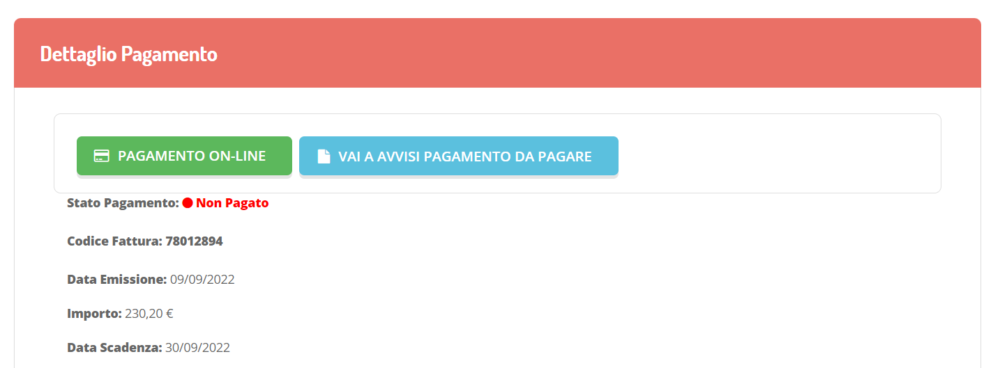 Dettaglio Pagamento
PAGAMENTO ON-LINE
VAI A AVVISI PAGAMENTO DA PAGARE
Stato Pagamento: Non Pagato
Codice Fattura: 78012894
Data Emissione: 09/09/2022
Importo: 230,20 €
Data Scadenza: 30/09/2022